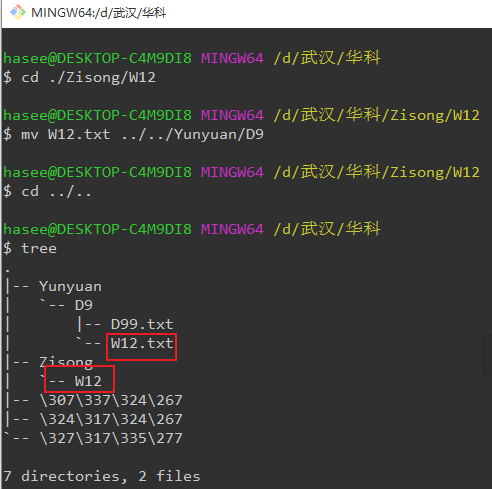 MINGW64:/d/武汉/华科
hasee@DESKTOP-C4M9DI8 MINGW64 /d/武汉/华科
$ cd ./Zisong/W12
hasee@DESKTOP-C4M9DI8 MINGW64 /d/武汉/华科/Zisong/W12
$ mv W12.txt ../../Yunyuan/D9
hasee@DESKTOP-C4M9DI8 MINGW64 /d/武汉/华科/Zisong/W12
$ cd ../..
hasee@DESKTOP-C4M9DI8 MINGW64 /d/武汉/华科
$ tree
.
|-- Yunyuan
|   `-- D9
|       |-- D99.txt
|       `-- W12.txt
|-- Zisong
|   `-- W12
|-- \307\337\324\267
|-- \324\317\324\267
`-- \327\317\335\277
7 directories, 2 files